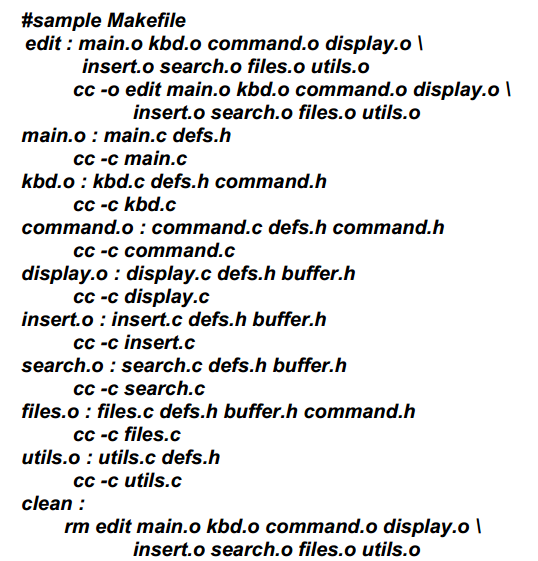 #sample Makefile
edit : main.o kbd.o command.o display.o \
insert.o search.o files.o utils.o
cc -o edit main.o kbd.o command.o display.o \
insert.o search.o files.o utils.o
main.o : main.c defs.h
cc -c main.c
kbd.o : kbd.c defs.h command.h
cc -c kbd.c
command.o : command.c defs.h command.h
cc -c command.c
display.o : display.c defs.h buffer.h
cc -c display.c
insert.o : insert.c defs.h buffer.h
cc -c insert.c
search.o : search.c defs.h buffer.h
cc -c search.c
files.o : files.c defs.h buffer.h command.h
cc -c files.c
utils.o : utils.c defs.h
cc -c utils.c
clean :
rm edit main.o kbd.o command.o display.o \
insert.o search.o files.o utils.o